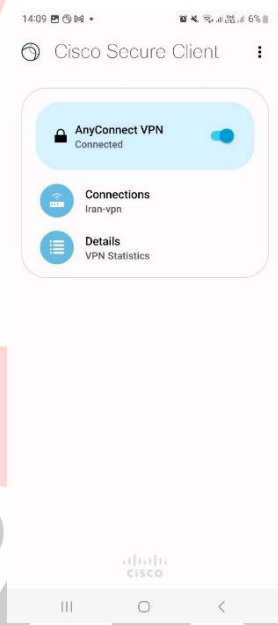 14:09
6%
Cisco Secure Client
AnyConnect VPN
Connected
Connections
Iran-vpn
Details
VPN Statistics
CISCO